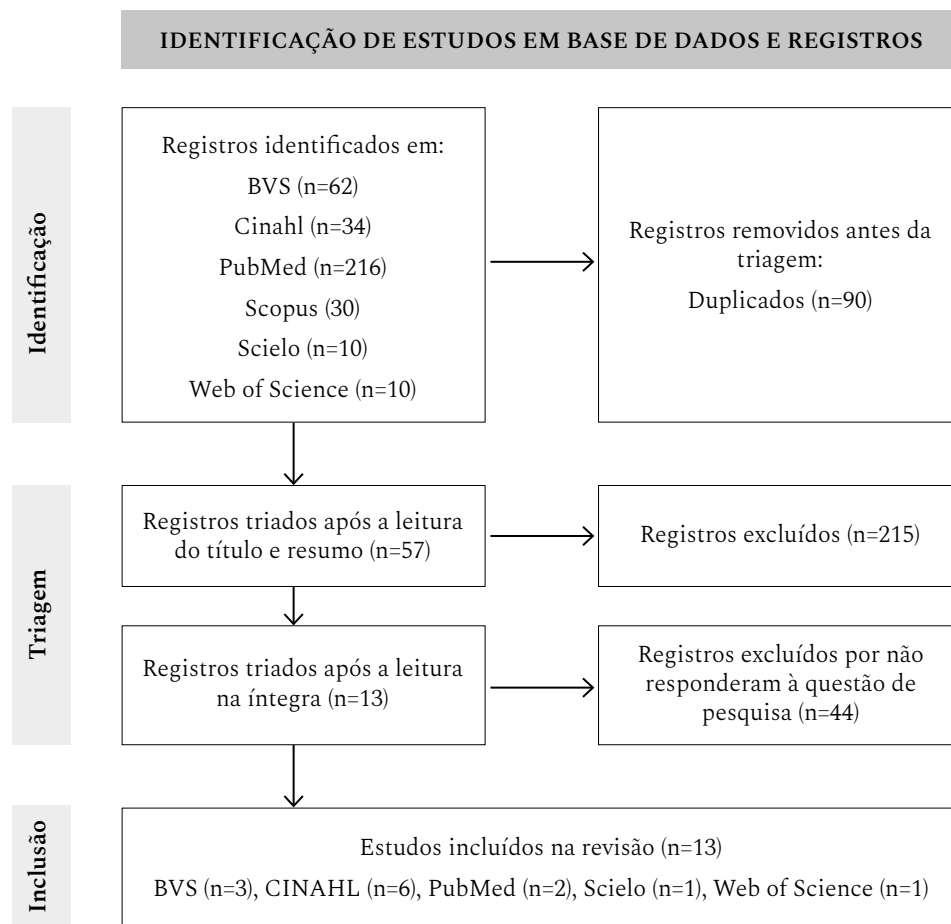 IDENTIFICAÇÃO DE ESTUDOS EM BASE DE DADOS E REGISTROS
Identificação
Registros identificados em:
BVS (n=62)
Cinahl (n=34)
PubMed (n=216)
Scopus (30)
Scielo (n=10)
Web of Science (n=10)
Registros removidos antes da
triagem:
Duplicados (n=90)
Triagem
Registros triados após a leitura
do título e resumo (n=57)
Registros excluídos (n=215)
Registros triados após a leitura
na íntegra (n=13)
Registros excluídos por não
responderam à questão de
pesquisa (n=44)
Inclusão
Estudos incluídos na revisão (n=13)
BVS (n=3), CINAHL (n=6), PubMed (n=2), Scielo (n=1), Web of Science (n=1)